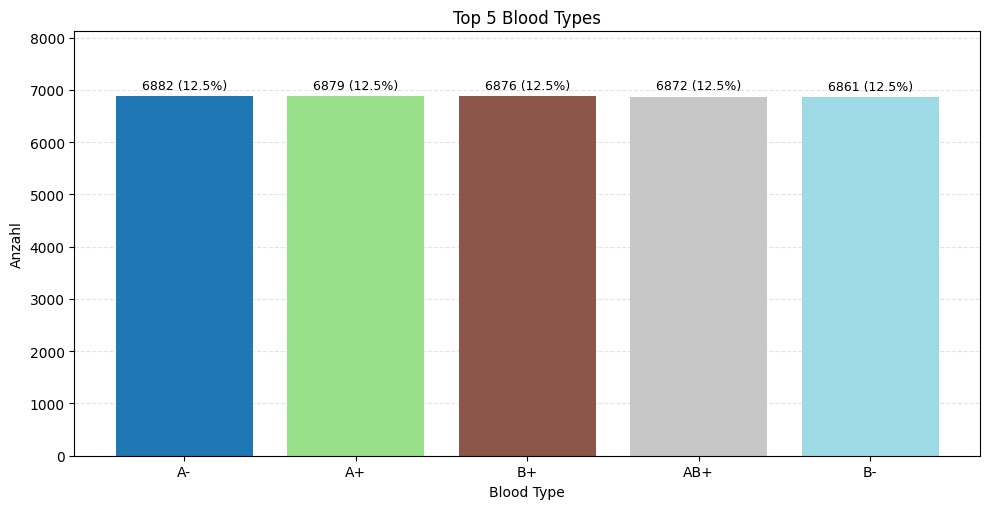 Top 5 Blood Types
Anzahl
8000
7000
6000
5000
4000
3000
2000
1000
0
6882 (12.5%) 6879 (12.5%) 6876 (12.5%) 6872 (12.5%) 6861 (12.5%)
A- A+ B+ AB+ B-
Blood Type